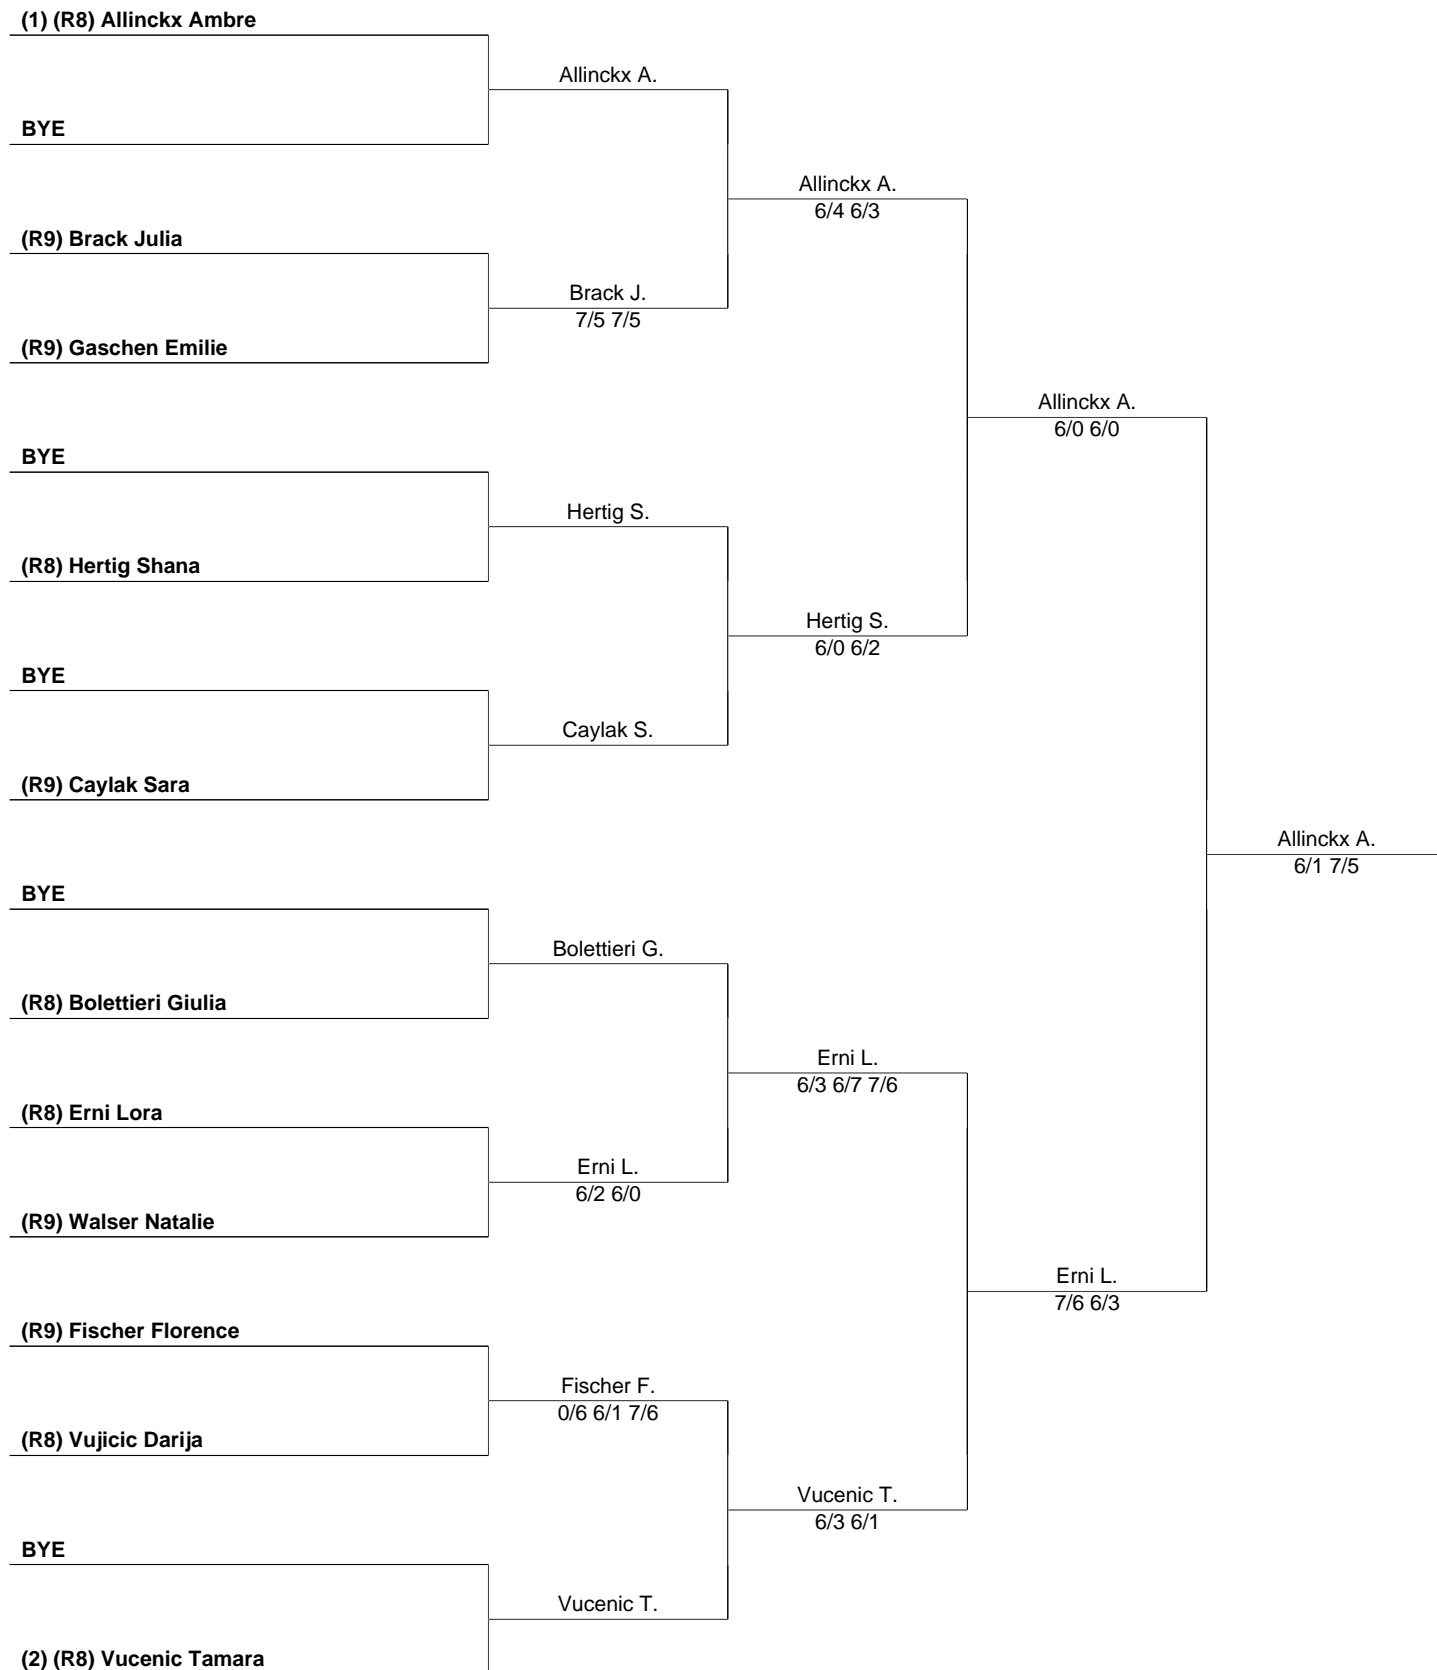 (1) (R8) Allinckx Ambre
Allinckx A.
BYE
Allinckx A.
6/4 6/3
(R9) Brack Julia
Brack J.
7/5 7/5
(R9) Gaschen Emilie
Allinckx A.
6/0 6/0
BYE
Hertig S.
(R8) Hertig Shana
Hertig S.
6/0 6/2
BYE
Caylak S.
(R9) Caylak Sara
Allinckx A.
6/1 7/5
BYE
Bolettieri G.
(R8) Bolettieri Giulia
Erni L.
6/3 6/7 7/6
(R8) Erni Lora
Erni L.
6/2 6/0
(R9) Walser Natalie
Erni L.
7/6 6/3
(R9) Fischer Florence
Fischer F.
0/6 6/1 7/6
(R8) Vujicic Darija
Vucenic T.
6/3 6/1
BYE
Vucenic T.
(2) (R8) Vucenic Tamara